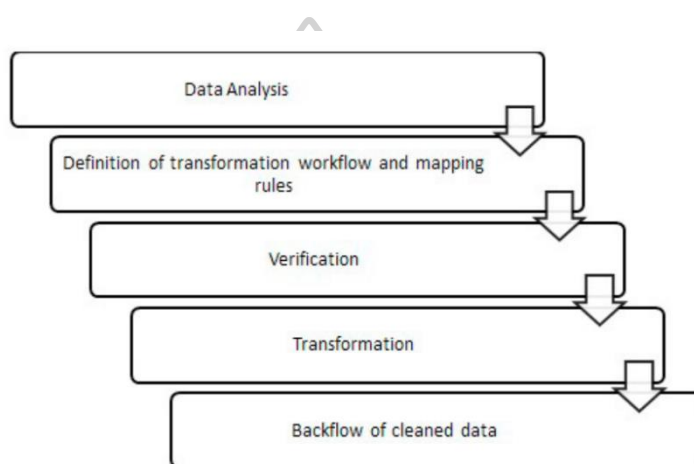 Data Analysis
Definition of transformation workflow and mapping
rules
Verification
Transformation
Backflow of cleaned data